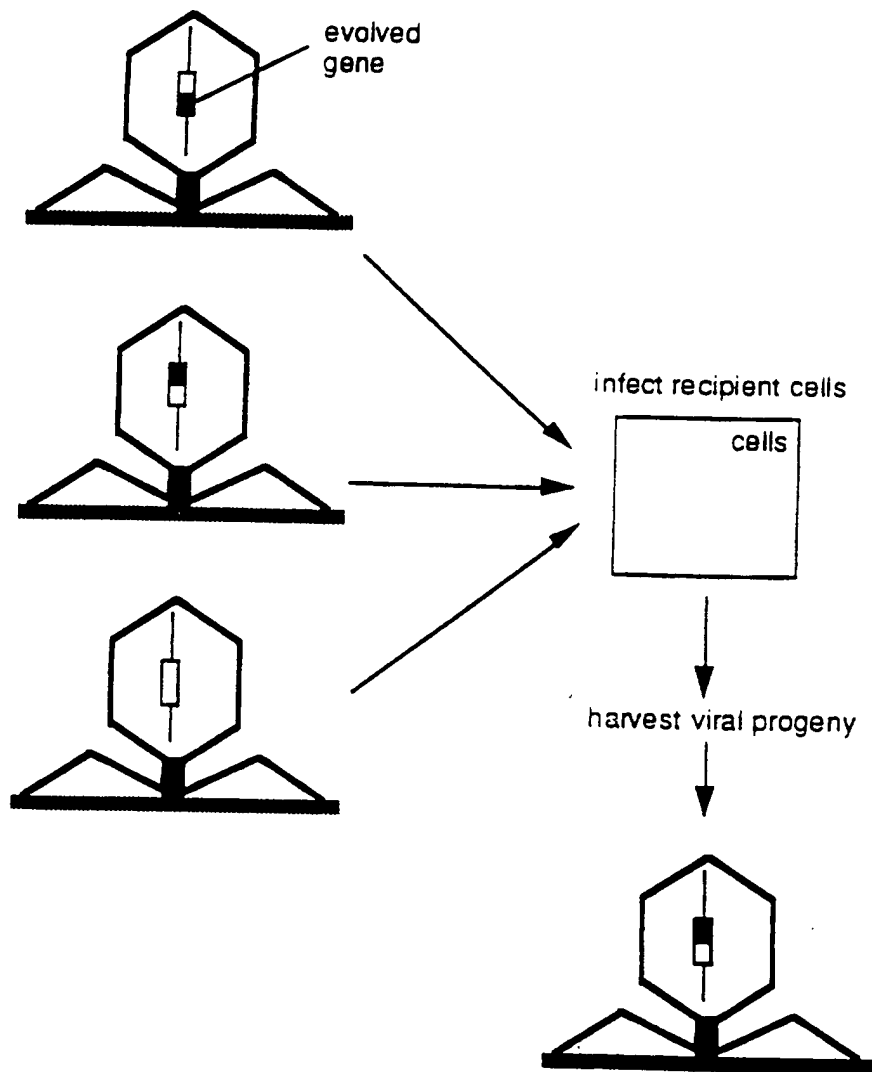 evolved
gene
infect recipient cells
cells
harvest viral progeny